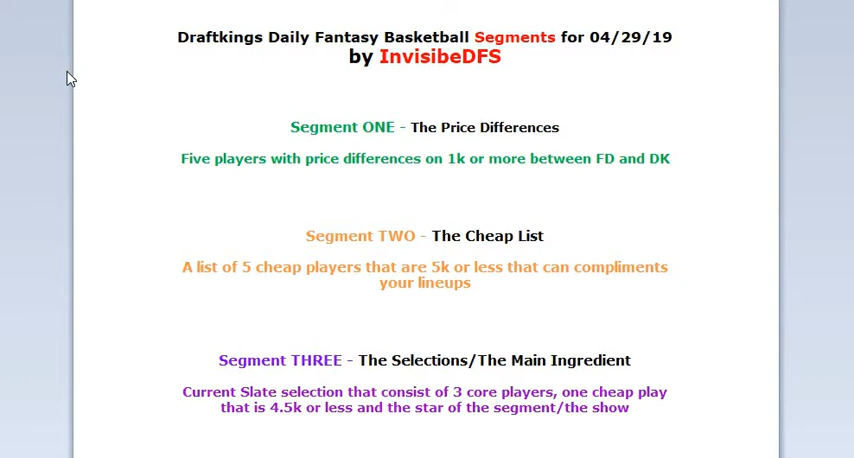 Draftkings Daily Fantasy Basketball Segments for 04/29/19
by InvisibeDFS
Segment ONE - The Price Differences
Five players with price differences on 1k or more between FD and DK
Segment TWO - The Cheap List
A list of 5 cheap players that are 5k or less that can compliments
your lineups
Segment THREE - The Selections/The Main Ingredient
Current Slate selection that consist of 3 core players, one cheap play
that is 4.5k or less and the star of the segment/the show